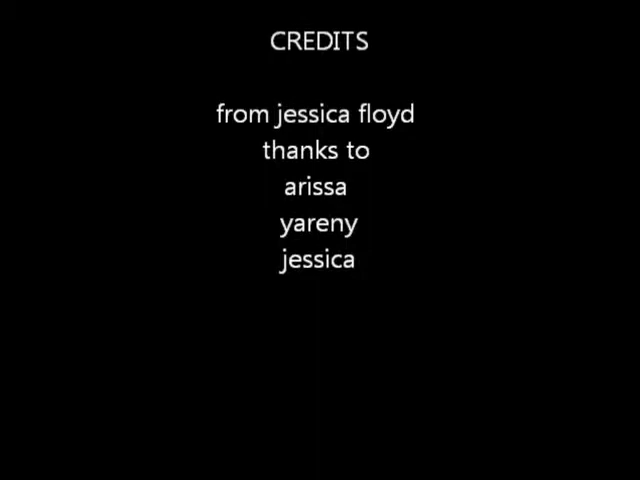 CREDITS
from jessica floyd
thanks to
arissa
yareny
jessica